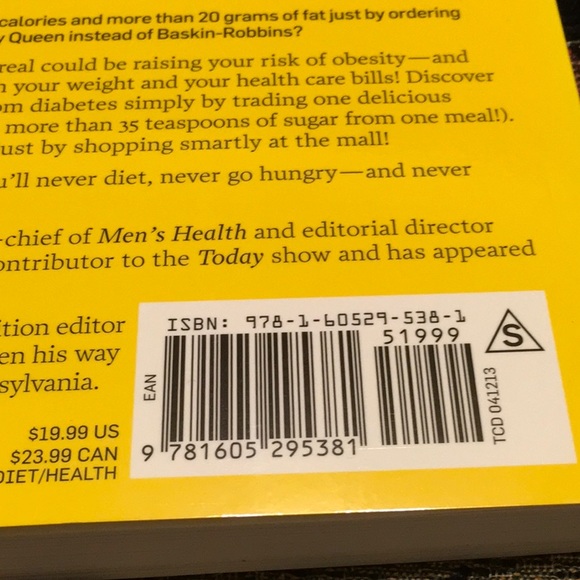 calories and more than 20 grams of fat just by ordering
Queen instead of Baskin-Robbins?
real could be raising your risk of obesity—and
your weight and your health care bills! Discover
om diabetes simply by trading one delicious
more than 35 teaspoons of sugar from one meal!).
ust by shopping smartly at the mall!
u'll never diet, never go hungry—and never
-chief of Men's Health and editorial director
ontributor to the Today show and has appeared
ition editor
en his way
sylvania.
$19.99 US
$23.99 CAN
DIET/HEALTH
ISBN: 978-1-60529-538-1
51999
EAN
9 781605 295381
S
TCD 041213